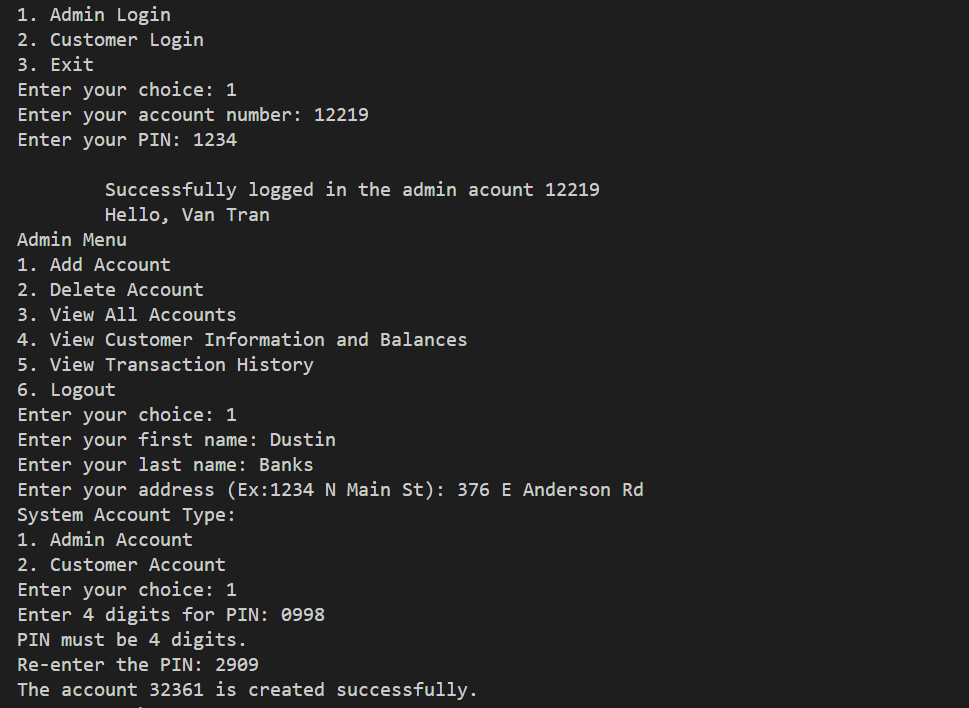 1. Admin Login
2. Customer Login
3. Exit
Enter your choice: 1
Enter your account number: 12219
Enter your PIN: 1234
Successfully logged in the admin acount 12219
Hello, Van Tran
Admin Menu
1. Add Account
2. Delete Account
3. View All Accounts
4. View Customer Information and Balances
5. View Transaction History
6. Logout
Enter your choice: 1
Enter your first name: Dustin
Enter your last name: Banks
Enter your address (Ex:1234 N Main St): 376 E Anderson Rd
System Account Type:
1. Admin Account
2. Customer Account
Enter your choice: 1
Enter 4 digits for PIN: 0998
PIN must be 4 digits.
Re-enter the PIN: 2909
The account 32361 is created successfully.